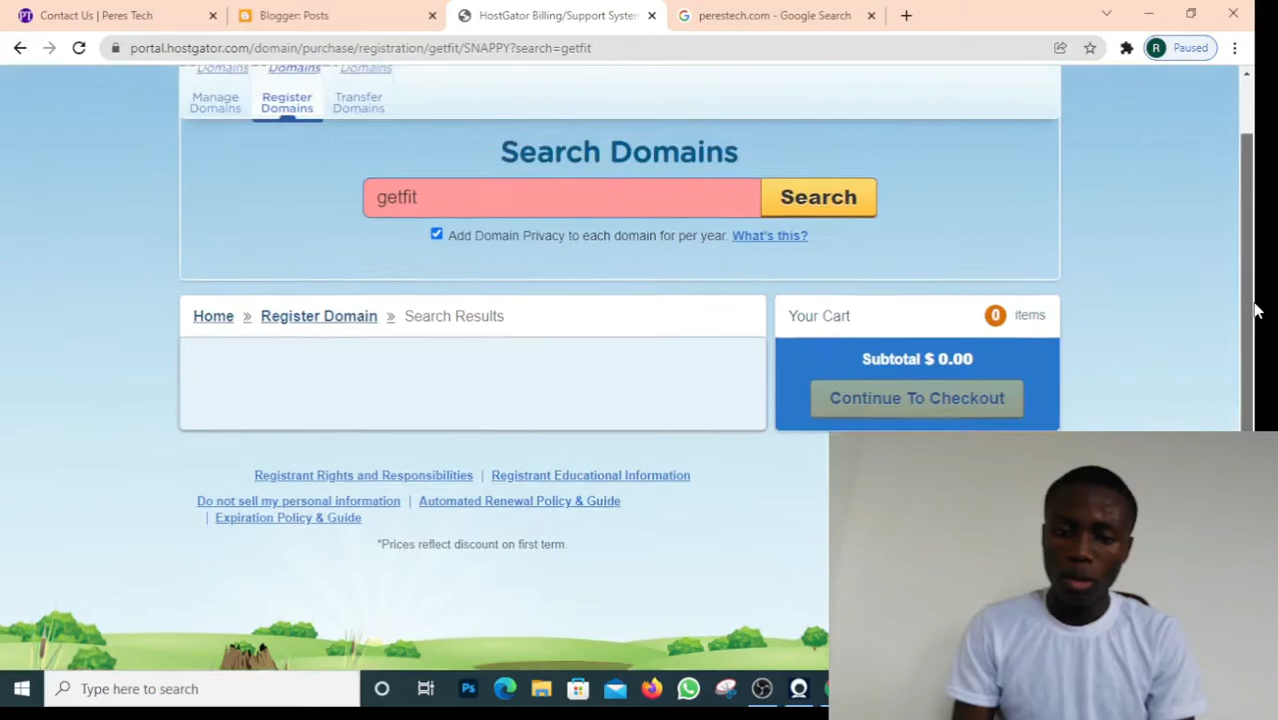 Contact Us | Peres Tech
Blogger: Posts
HostGator Billing/Support System
perestech.com - Google Search
portal.hostgator.com/domain/purchase/registration/getfit/SNAPPY?search=getfit
R Paused
Domains Domains Domains
Manage Domains
Register Domains
Transfer Domains
Search Domains
getfit
Search
Add Domain Privacy to each domain for per year. What's this?
Home » Register Domain » Search Results
Your Cart 0 items
Subtotal $ 0.00
Continue To Checkout
Registrant Rights and Responsibilities | Registrant Educational Information
Do not sell my personal information | Automated Renewal Policy & Guide
| Expiration Policy & Guide
*Prices reflect discount on first term.
Type here to search
Ps